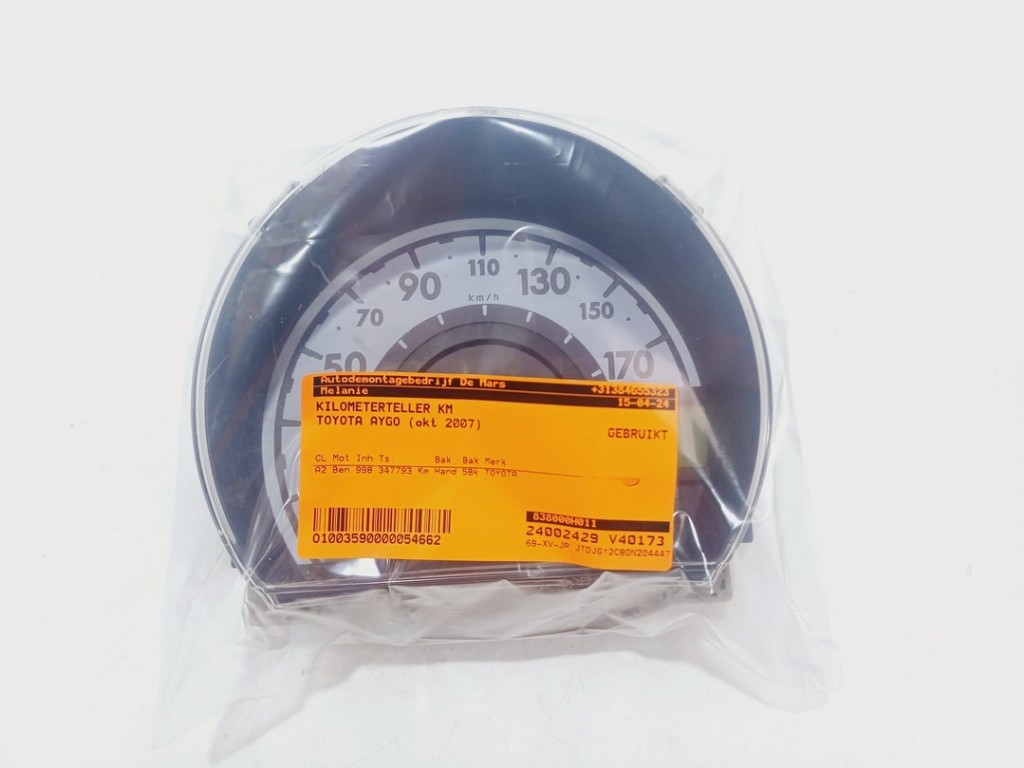 90 110 130
km/h
70 150
50 170
Autodemontagebedrijf De Mars +31384655323
Melanie 15-04-24
KILOMETERTELLER KM
TOYOTA AYGO (okt 2007)
GEBRUIKT
CL Mot Inh Ts. Bak Bak Merk
A2 Ben 998 347793 Km Hand 5Bk TOYOTA
838000H011
24002429 V40173
01003590000054662
69-XV-JP JTDJG12C80N204447